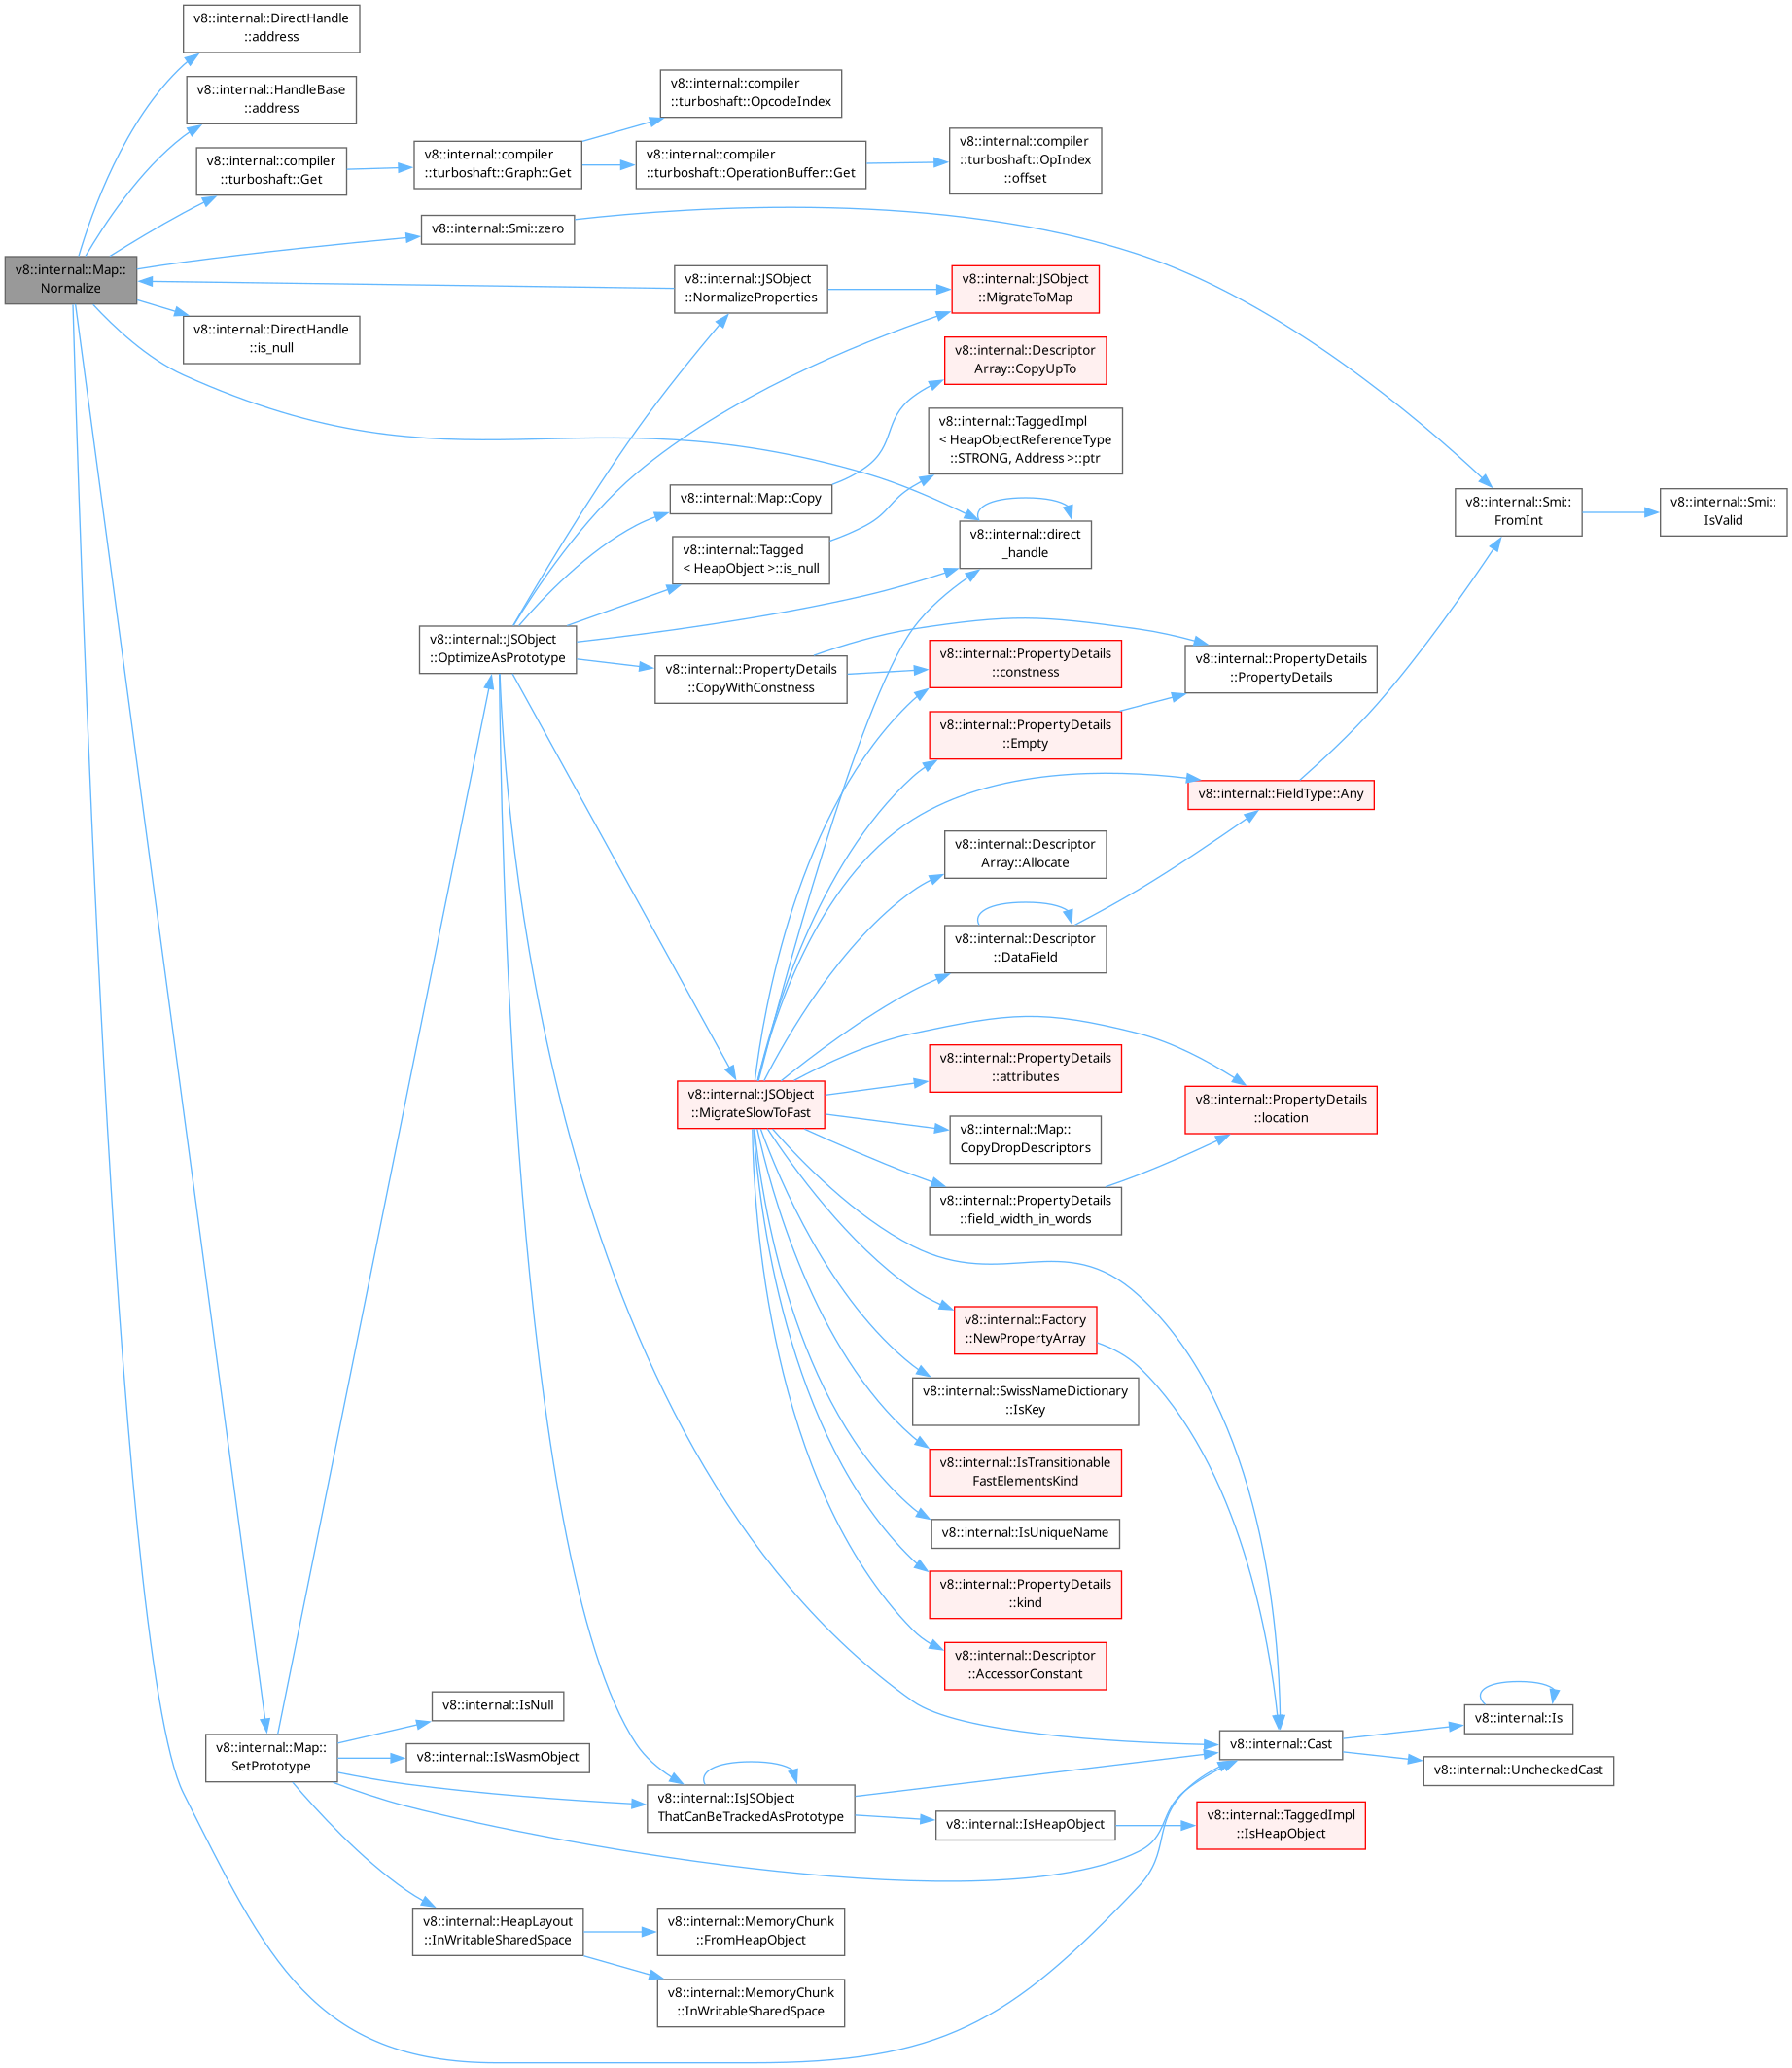 v8::internal::DirectHandle
::address
v8::internal::HandleBase
::address
v8::internal::compiler
::turboshaft::Get
v8::internal::compiler
::turboshaft::Graph::Get
v8::internal::compiler
::turboshaft::OpcodeIndex
v8::internal::compiler
::turboshaft::OperationBuffer::Get
v8::internal::compiler
::turboshaft::OpIndex
::offset
v8::internal::Smi::zero
v8::internal::Map::
Normalize
v8::internal::DirectHandle
::is_null
v8::internal::JSObject
::NormalizeProperties
v8::internal::JSObject
::MigrateToMap
v8::internal::Descriptor
Array::CopyUpTo
v8::internal::TaggedImpl
< HeapObjectReferenceType
::STRONG, Address >::ptr
v8::internal::Map::Copy
v8::internal::Tagged
< HeapObject >::is_null
v8::internal::direct
_handle
v8::internal::Smi::
FromInt
v8::internal::Smi::
IsValid
v8::internal::JSObject
::OptimizeAsPrototype
v8::internal::PropertyDetails
::CopyWithConstness
v8::internal::PropertyDetails
::constness
v8::internal::PropertyDetails
::PropertyDetails
v8::internal::PropertyDetails
::Empty
v8::internal::FieldType::Any
v8::internal::Descriptor
Array::Allocate
v8::internal::Descriptor
::DataField
v8::internal::JSObject
::MigrateSlowToFast
v8::internal::PropertyDetails
::attributes
v8::internal::PropertyDetails
::location
v8::internal::Map::
CopyDropDescriptors
v8::internal::PropertyDetails
::field_width_in_words
v8::internal::Factory
::NewPropertyArray
v8::internal::SwissNameDictionary
::IsKey
v8::internal::IsTransitionable
FastElementsKind
v8::internal::IsUniqueName
v8::internal::PropertyDetails
::kind
v8::internal::Descriptor
::AccessorConstant
v8::internal::Map::
SetPrototype
v8::internal::IsNull
v8::internal::IsWasmObject
v8::internal::IsJSObject
ThatCanBeTrackedAsPrototype
v8::internal::IsHeapObject
v8::internal::TaggedImpl
::IsHeapObject
v8::internal::Cast
v8::internal::Is
v8::internal::UncheckedCast
v8::internal::HeapLayout
::InWritableSharedSpace
v8::internal::MemoryChunk
::FromHeapObject
v8::internal::MemoryChunk
::InWritableSharedSpace